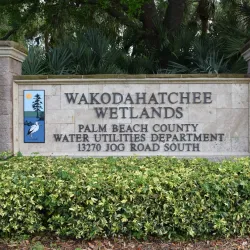 WAKODAHATCHEE
WETLANDS
PALM BEACH COUNTY
WATER UTILITIES DEPARTMENT
13270 JOG ROAD SOUTH